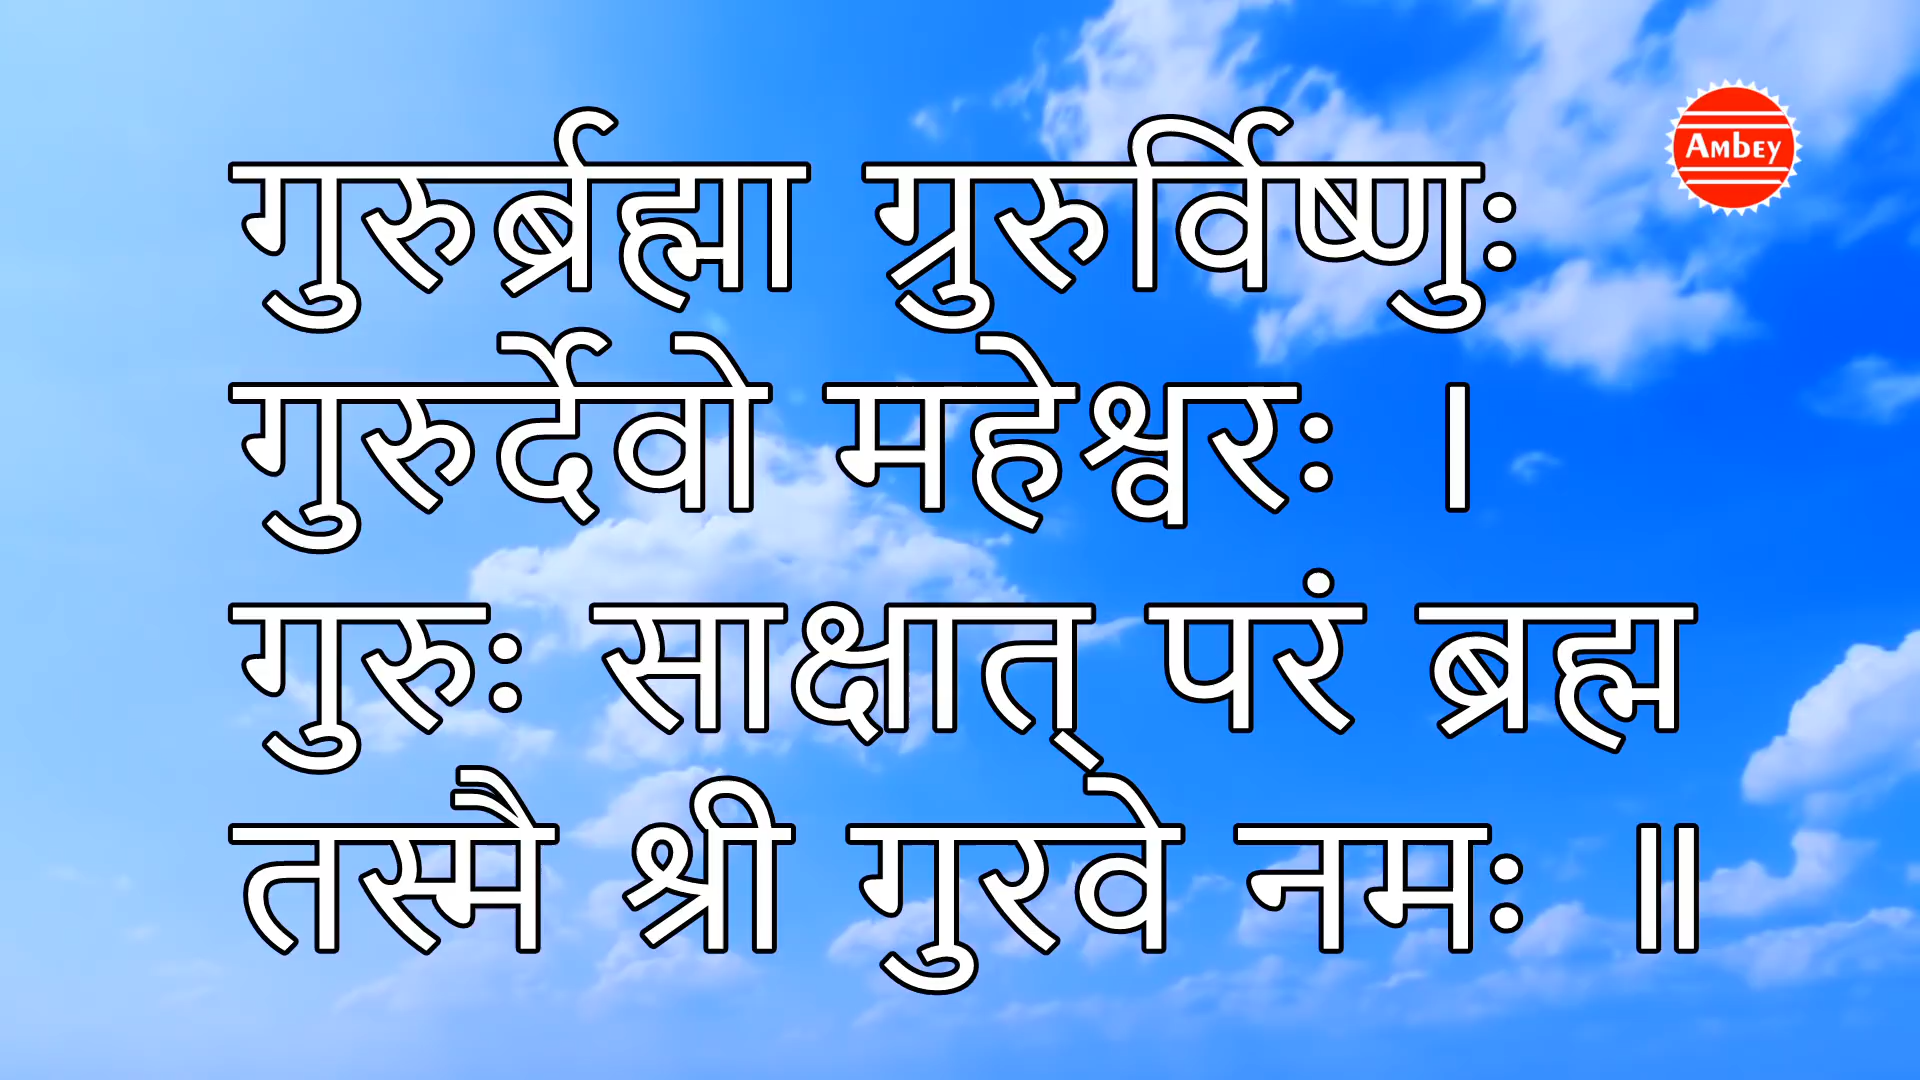 गुरुर्ब्रह्मा ग्रुरुर्विष्णुः
AMBEY
गुरुर्देवो महेश्वरः ।
गुरुः साक्षात् परं ब्रह्म
तस्मै श्री गुरवे नमः ॥